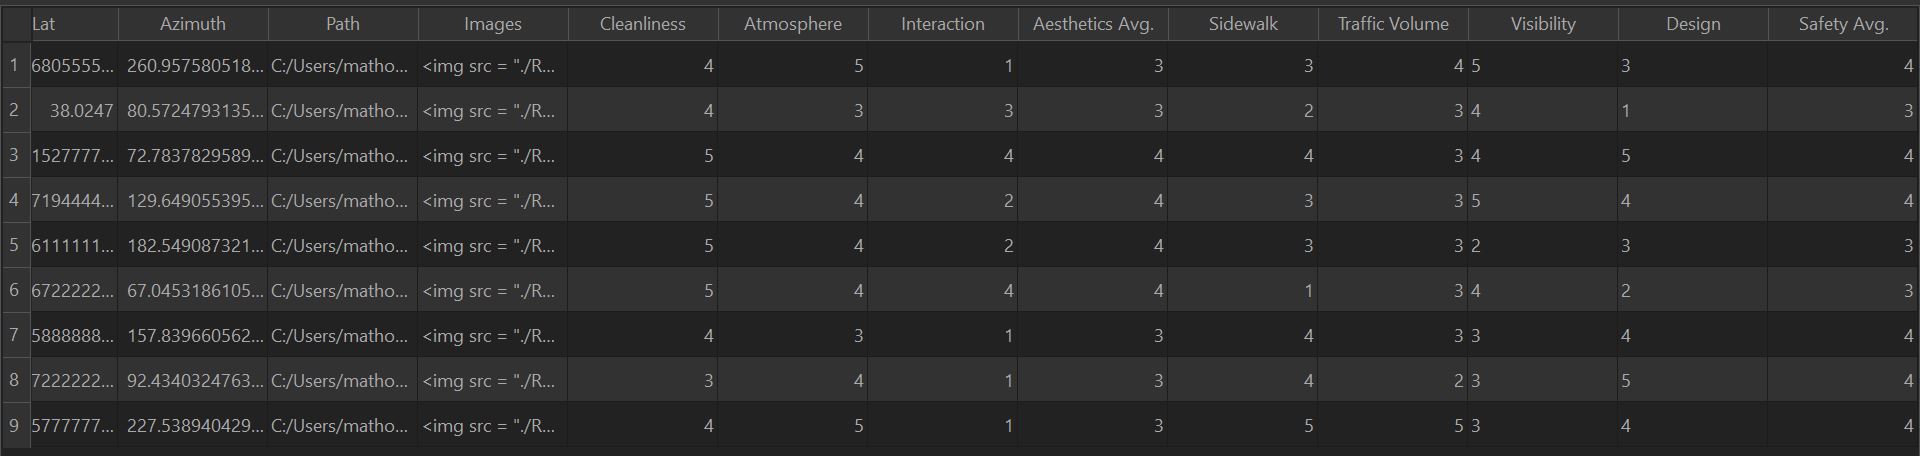 Lat Azimuth Path Images Cleanliness Atmosphere Interaction Aesthetics Avg. Sidewalk Traffic Volume Visibility Design Safety Avg.
1 6805555... 260.957580518... C:/Users/matho... <img src = "./R... 4 5 1 3 3 4 5 3 4
2 38.0247 80.5724793135... C:/Users/matho... <img src = "./R... 4 3 3 3 2 3 4 1 3
3 1527777... 72.7837829589... C:/Users/matho... <img src = "./R... 5 4 4 4 4 3 4 5 4
4 7194444... 129.649055395... C:/Users/matho... <img src = "./R... 5 4 2 4 3 3 5 4 4
5 6111111... 182.549087321... C:/Users/matho... <img src = "./R... 5 4 2 4 3 3 2 3 3
6 6722222... 67.0453186105... C:/Users/matho... <img src = "./R... 5 4 4 4 1 3 4 2 3
7 5888888... 157.839660562... C:/Users/matho... <img src = "./R... 4 3 1 3 4 3 3 4 4
8 7222222... 92.4340324763... C:/Users/matho... <img src = "./R... 3 4 1 3 4 2 3 5 4
9 5777777... 227.538940429... C:/Users/matho... <img src = "./R... 4 5 1 3 5 5 3 4 4